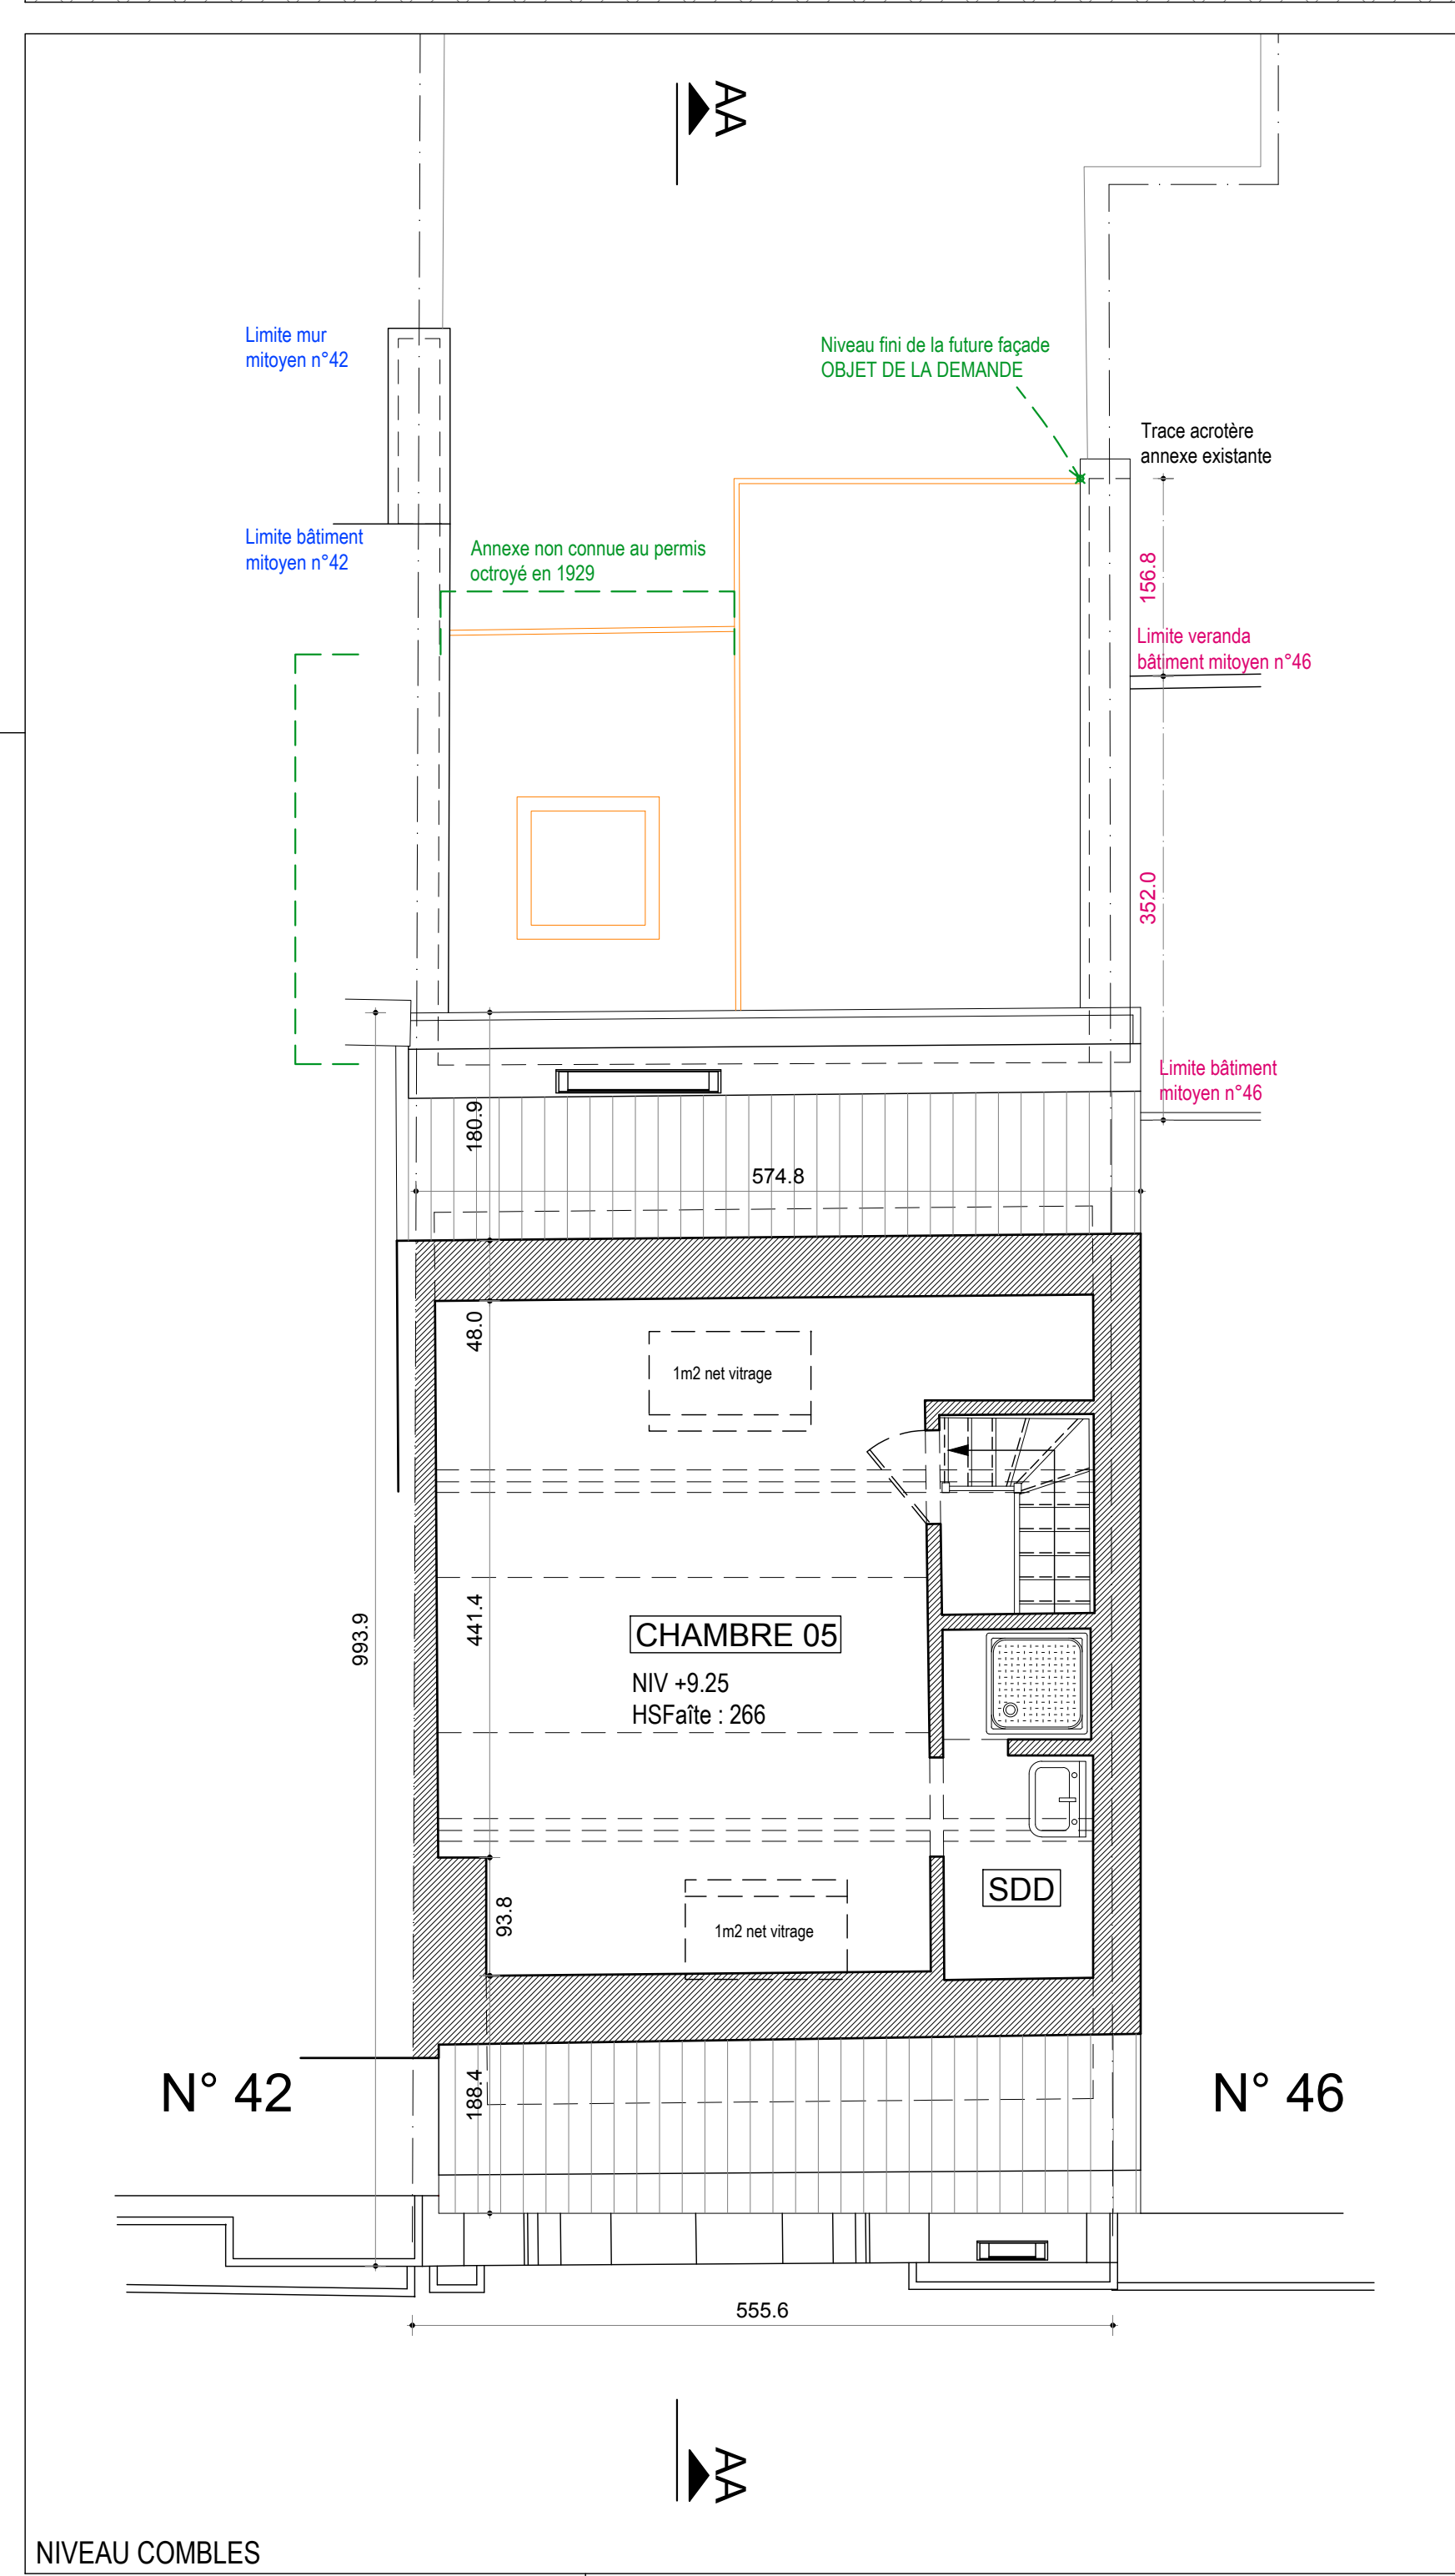 AA
Limite mur
mitoyen n°42
Niveau fini de la future façade
OBJET DE LA DEMANDE
Trace acrotère
annexe existante
Limite bâtiment
mitoyen n°42
Annexe non connue au permis
octroyé en 1929
156.8
Limite veranda
bâtiment mitoyen n°46
352.0
Limite bâtiment
mitoyen n°46
180.9
574.8
48.0
1m2 net vitrage
993.9
441.4
CHAMBRE 05
NIV +9.25
HSFaîte : 266
SDD
93.8
1m2 net vitrage
N° 42
188.4
N° 46
555.6
AA
NIVEAU COMBLES